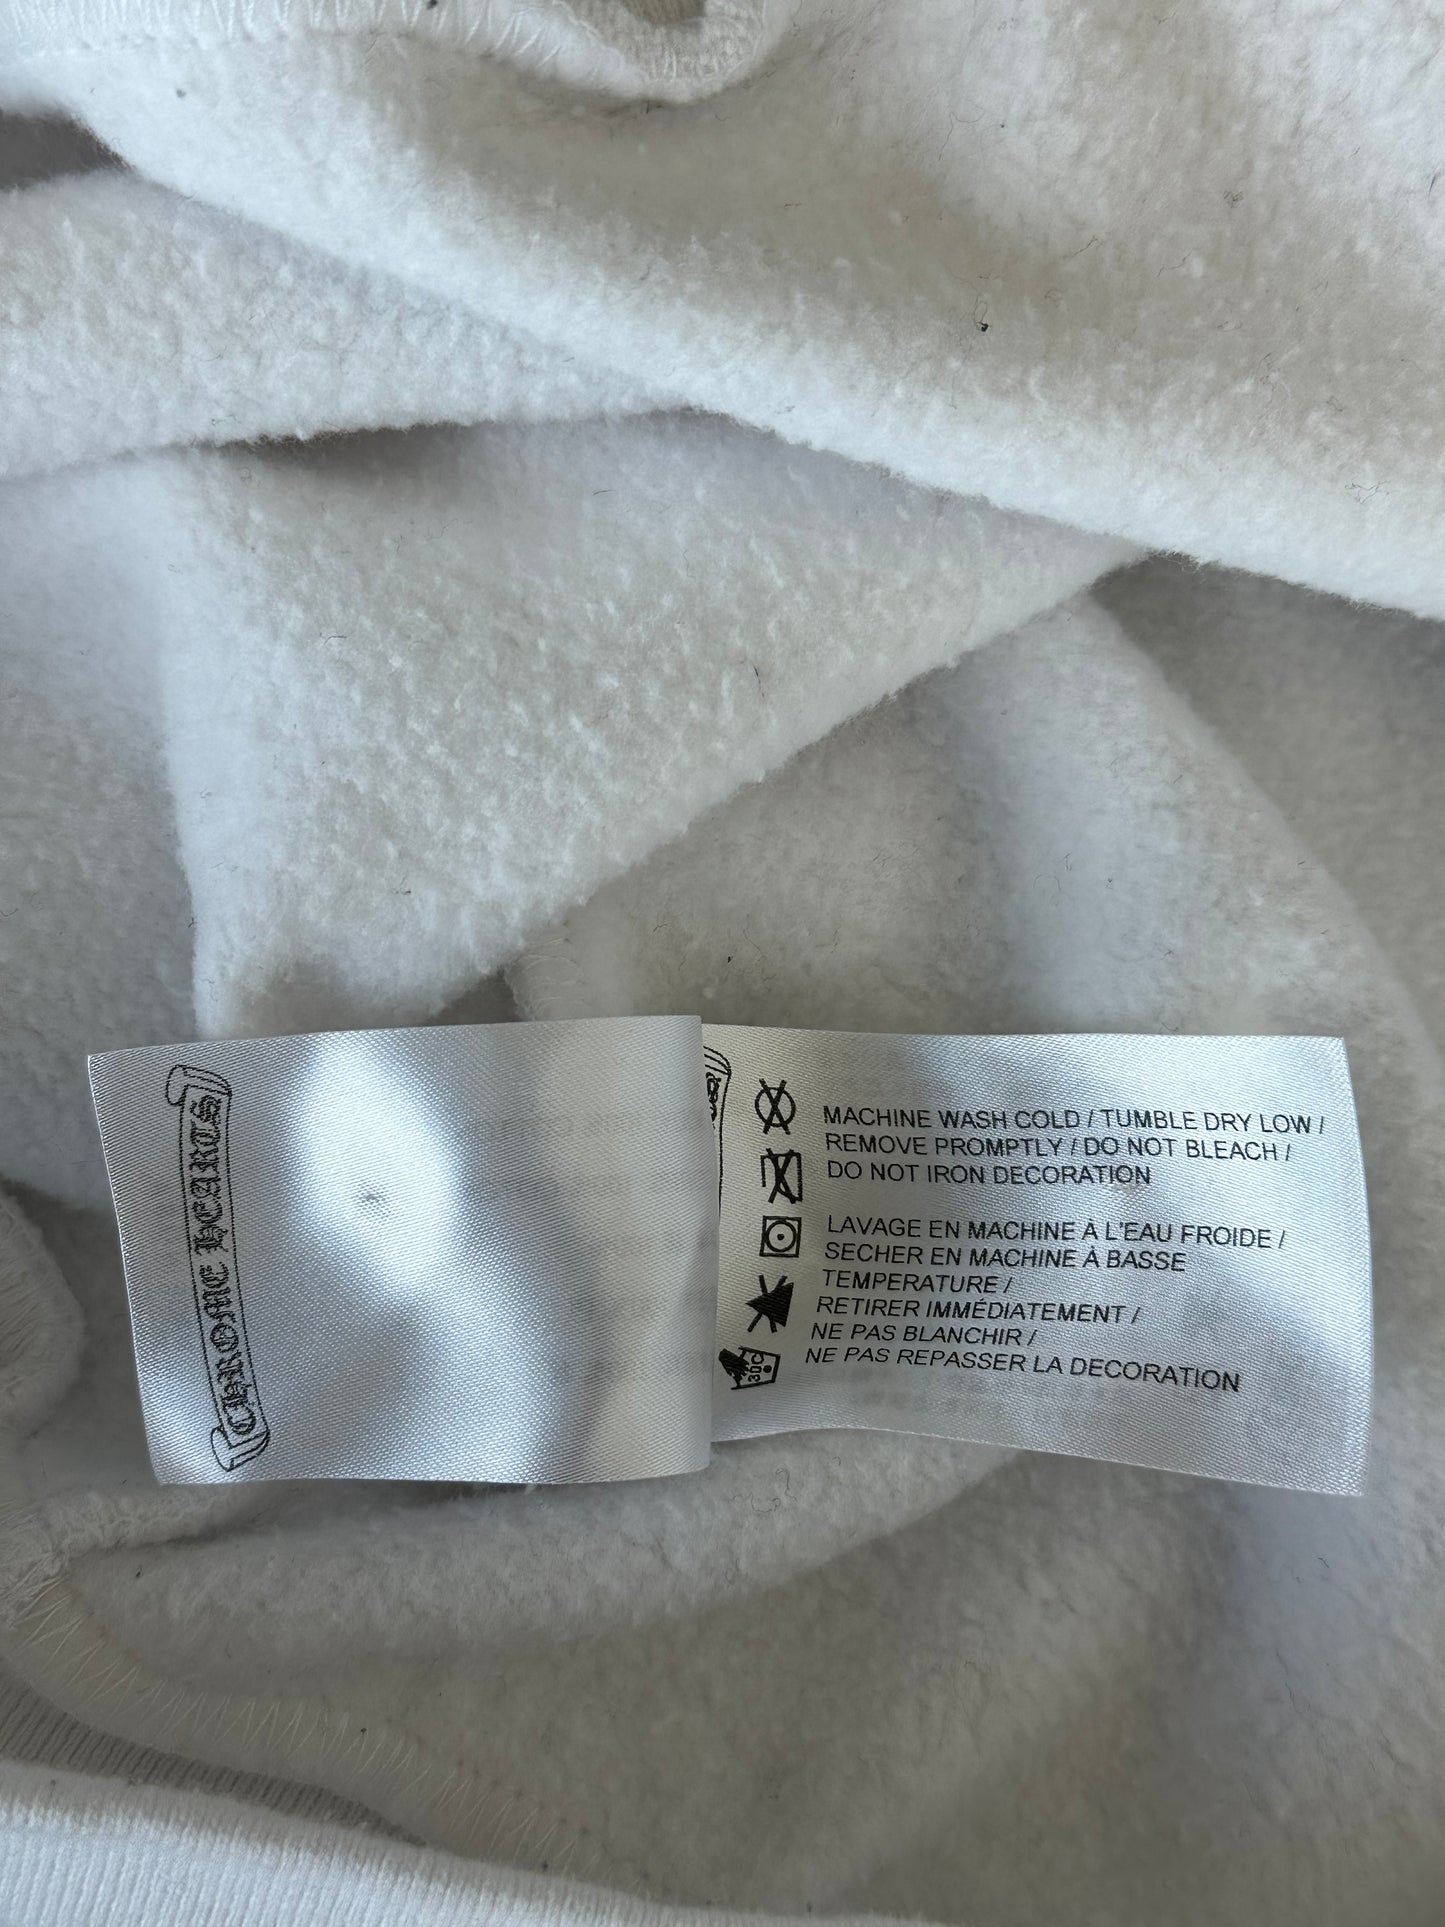 CHROME HEARTS
MACHINE WASH COLD / TUMBLE DRY LOW /
REMOVE PROMPTLY / DO NOT BLEACH /
DO NOT IRON DECORATION
LAVAGE EN MACHINE À L'EAU FROIDE /
SECHER EN MACHINE À BASSE
TEMPERATURE /
RETIRER IMMÉDIATEMENT /
NE PAS BLANCHIR /
NE PAS REPASSER LA DECORATION
30C